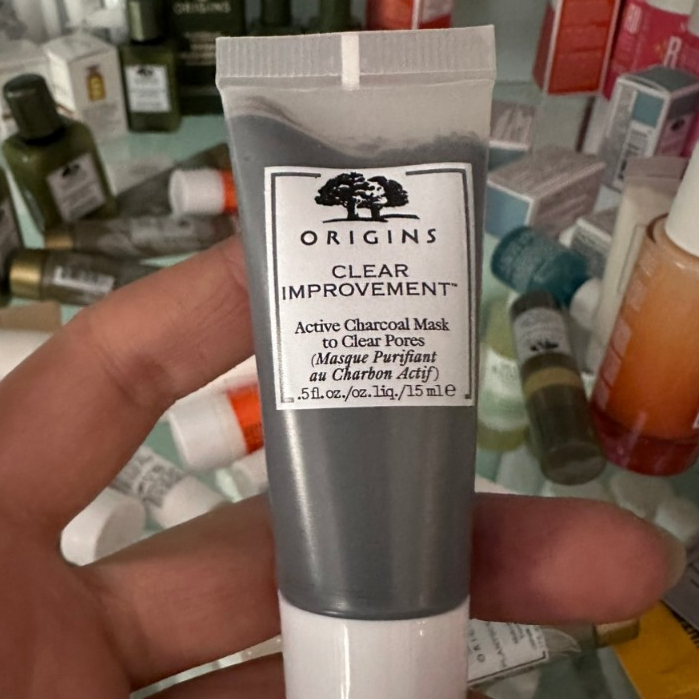 ORIGINS
CLEAR
IMPROVEMENT™
Active Charcoal Mask
to Clear Pores
(Masque Purifiant
au Charbon Actif)
.5 fl. oz./oz. liq./15 ml e